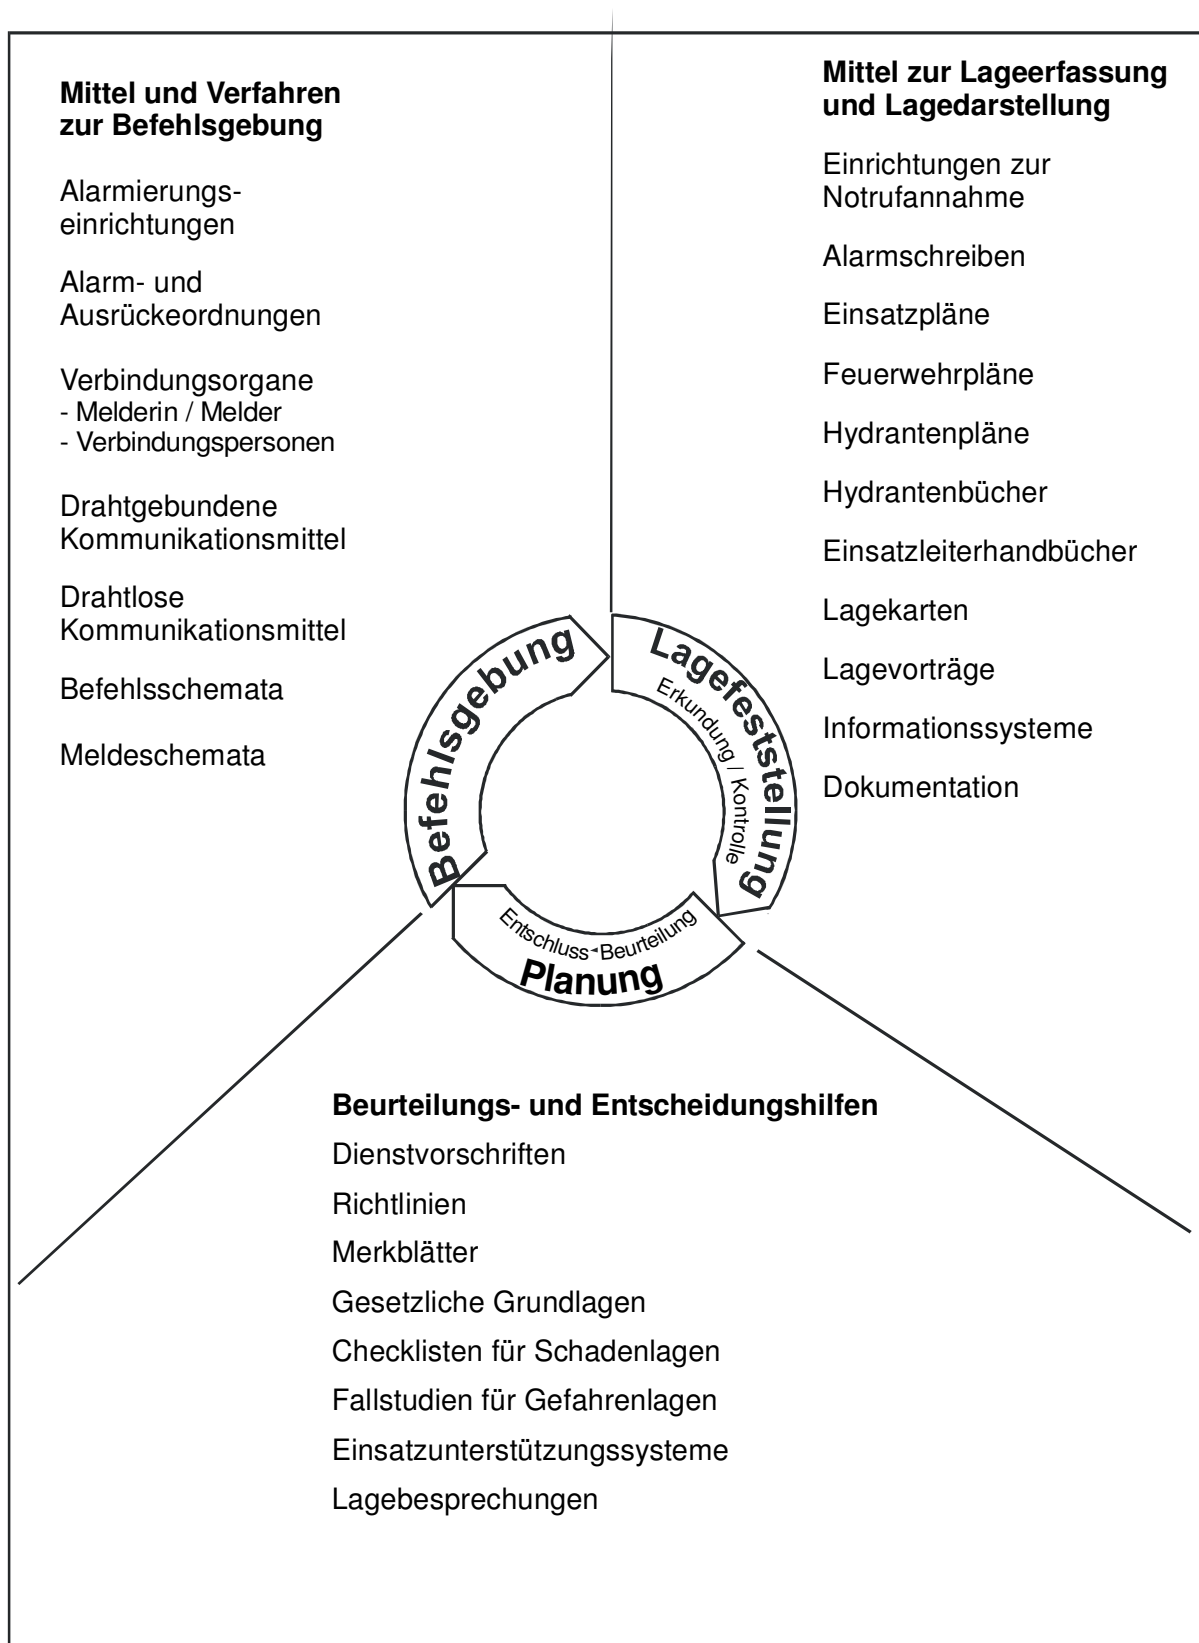 Mittel und Verfahren
zur Befehlsgebung
Alarmierungs-
einrichtungen
Alarm- und
Ausrückeordnungen
Verbindungsorgane
- Melderin / Melder
- Verbindungspersonen
Drahtgebundene
Kommunikationsmittel
Drahtlose
Kommunikationsmittel
Befehlsschemata
Meldeschemata
Mittel zur Lageerfassung
und Lagedarstellung
Einrichtungen zur
Notrufannahme
Alarmschreiben
Einsatzpläne
Feuerwehrpläne
Hydrantenpläne
Hydrantenbücher
Einsatzleiterhandbücher
Lagekarten
Lagevorträge
Informationssysteme
Dokumentation
Befehlsgebung
Lagefeststellung
Erkundung / Kontrolle
Entschluss-Beurteilung
Planung
Beurteilungs- und Entscheidungshilfen
Dienstvorschriften
Richtlinien
Merkblätter
Gesetzliche Grundlagen
Checklisten für Schadenlagen
Fallstudien für Gefahrenlagen
Einsatzunterstützungssysteme
Lagebesprechungen